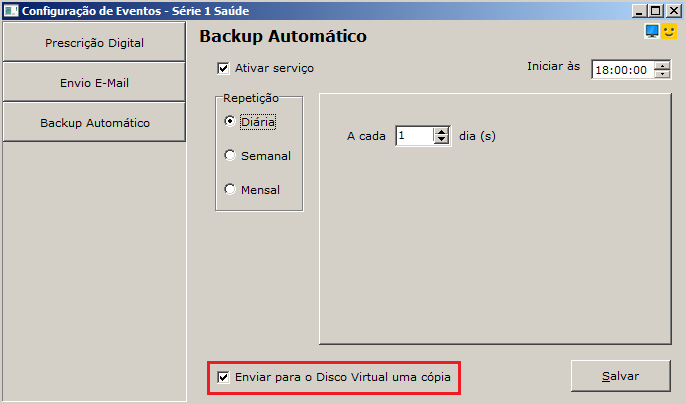 Configuração de Eventos - Série 1 Saúde
Prescrição Digital
Envio E-Mail
Backup Automático
Backup Automático
Ativar serviço
Iniciar às 18:00:00
Repetição
Diária
Semanal
Mensal
A cada 1 dia (s)
Enviar para o Disco Virtual uma cópia
Salvar